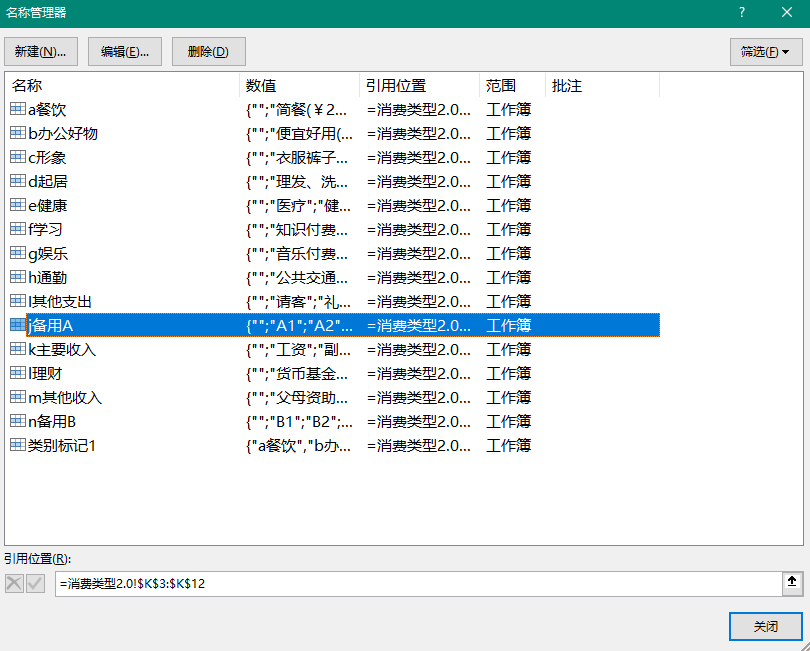 名称管理器 ?
新建(N)... 编辑(E)... 删除(D) 筛选(F)
名称 数值 引用位置 范围 批注
a餐饮 {"";"简餐(￥2... =消费类型2.0... 工作簿
b办公好物 {"";"便宜好用(... =消费类型2.0... 工作簿
c形象 {"";"衣服裤子... =消费类型2.0... 工作簿
d起居 {"";"理发、洗... =消费类型2.0... 工作簿
e健康 {"";"医疗";"健... =消费类型2.0... 工作簿
f学习 {"";"知识付费... =消费类型2.0... 工作簿
g娱乐 {"";"音乐付费... =消费类型2.0... 工作簿
h通勤 {"";"公共交通... =消费类型2.0... 工作簿
I其他支出 {"";"请客";"礼... =消费类型2.0... 工作簿
j备用A {"";"A1";"A2"... =消费类型2.0... 工作簿
k主要收入 {"";"工资";"副... =消费类型2.0... 工作簿
l理财 {"";"货币基金... =消费类型2.0... 工作簿
m其他收入 {"";"父母资助... =消费类型2.0... 工作簿
n备用B {"";"B1";"B2";... =消费类型2.0... 工作簿
类别标记1 {"a餐饮","b办... =消费类型2.0... 工作簿
引用位置(R):
=消费类型2.0!$K$3:$K$12
关闭